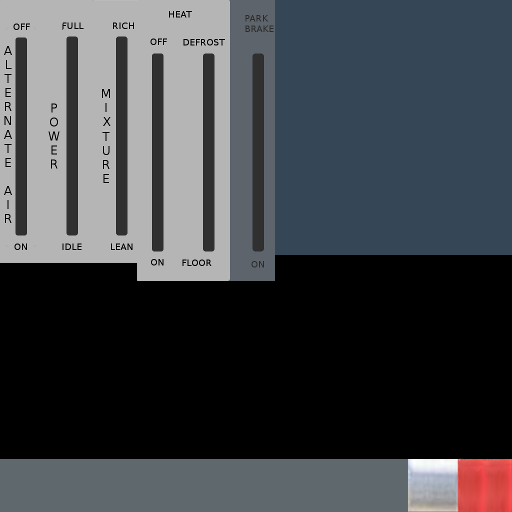 HEAT
PARK
BRAKE
OFF
FULL
RICH
OFF
DEFROST
ALTERNATE AIR
POWER
MIXTURE
ON
IDLE
LEAN
ON
FLOOR
ON